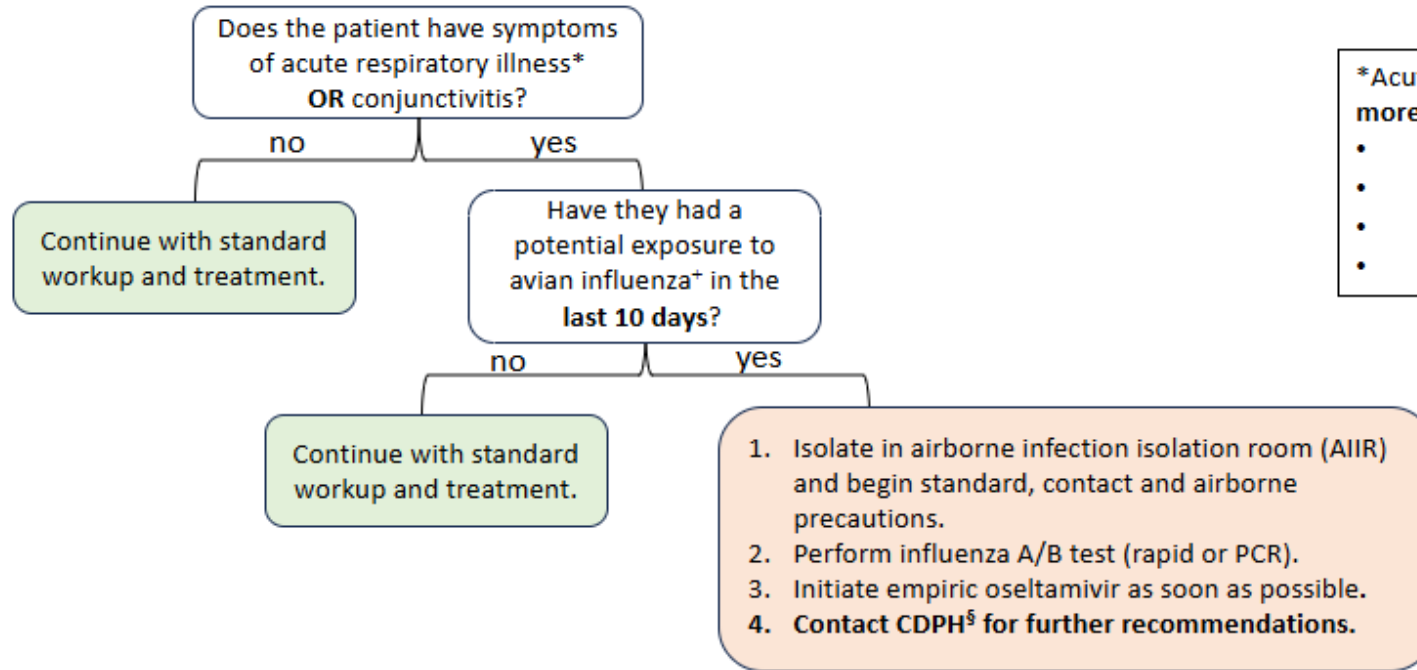 Does the patient have symptoms
of acute respiratory illness*
OR conjunctivitis?
*Acu
more
•
•
•
•
no
yes
Continue with standard
workup and treatment.
Have they had a
potential exposure to
avian influenza⁺ in the
last 10 days?
no
yes
Continue with standard
workup and treatment.
1. Isolate in airborne infection isolation room (AIIR)
and begin standard, contact and airborne
precautions.
2. Perform influenza A/B test (rapid or PCR).
3. Initiate empiric oseltamivir as soon as possible.
4. Contact CDPH§ for further recommendations.